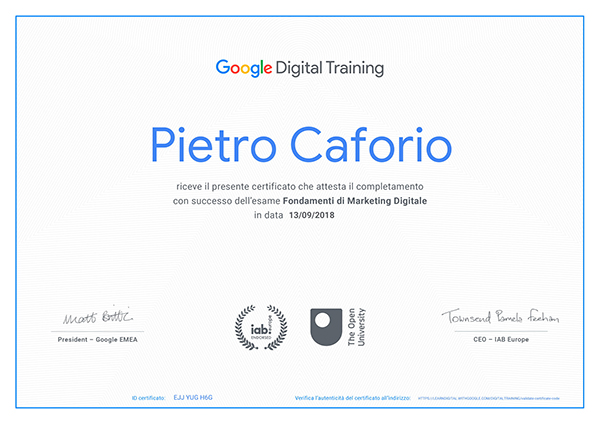 Google Digital Training
Pietro Caforio
riceve il presente certificato che attesta il completamento
con successo dell'esame Fondamenti di Marketing Digitale
in data 13/09/2018
Matt Brittin
Townsend Pamela Feehan
President – Google EMEA
iab europe
ENDORSED
The Open
University
CEO – IAB Europe
ID certificato: EJJ YUG H6G
Verifica l'autenticità del certificato all'indirizzo: